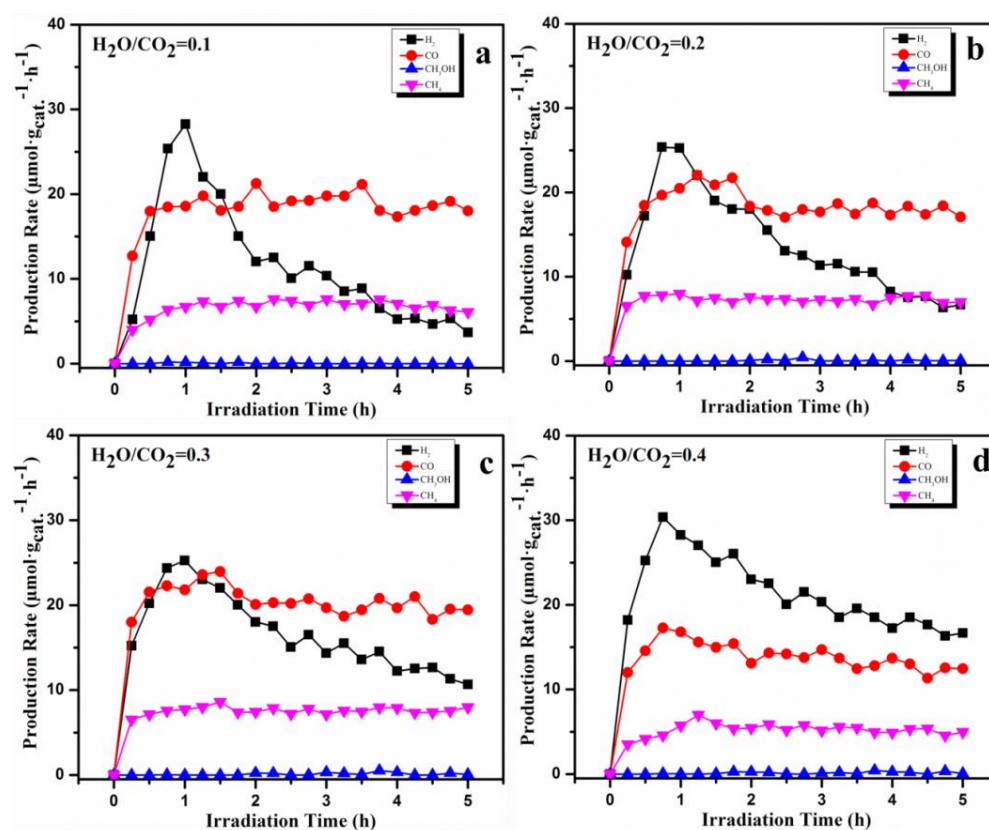 H₂O/CO₂=0.1
a
H₂
CO
CH₃OH
CH₄
Production Rate (μmol·g_cat.⁻¹·h⁻¹)
40
30
20
10
0
0 1 2 3 4 5
Irradiation Time (h)
H₂O/CO₂=0.2
b
H₂
CO
CH₃OH
CH₄
Production Rate (μmol·g_cat.⁻¹·h⁻¹)
40
30
20
10
0
0 1 2 3 4 5
Irradiation Time (h)
H₂O/CO₂=0.3
c
H₂
CO
CH₃OH
CH₄
Production Rate (μmol·g_cat.⁻¹·h⁻¹)
40
30
20
10
0
0 1 2 3 4 5
Irradiation Time (h)
H₂O/CO₂=0.4
d
H₂
CO
CH₃OH
CH₄
Production Rate (μmol·g_cat.⁻¹·h⁻¹)
40
30
20
10
0
0 1 2 3 4 5
Irradiation Time (h)